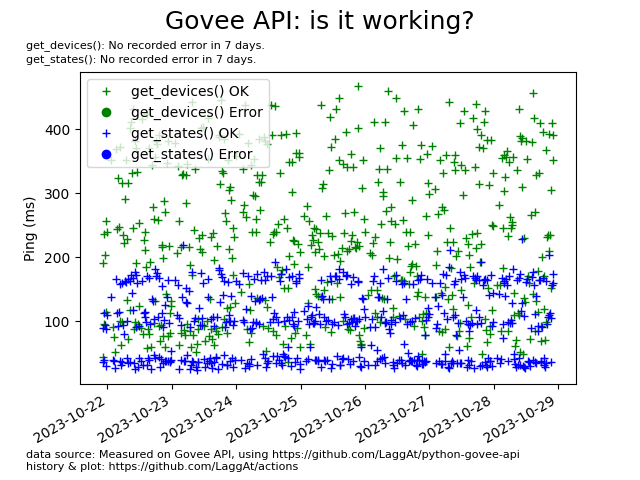 Govee API: is it working?
get_devices(): No recorded error in 7 days.
get_states(): No recorded error in 7 days.
get_devices() OK
get_devices() Error
get_states() OK
get_states() Error
Ping (ms)
400
300
200
100
2023-10-22
2023-10-23
2023-10-24
2023-10-25
2023-10-26
2023-10-27
2023-10-28
2023-10-29
data source: Measured on Govee API, using https://github.com/LaggAt/python-govee-api
history & plot: https://github.com/LaggAt/actions